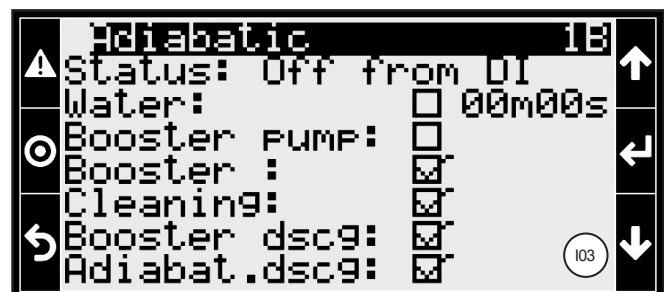 Adiabatic 1B
Status: Off from DI
Water: 00m00s
Booster pump:
Booster :
Cleaning:
Booster dscg:
Adiabat.dscg:
I03